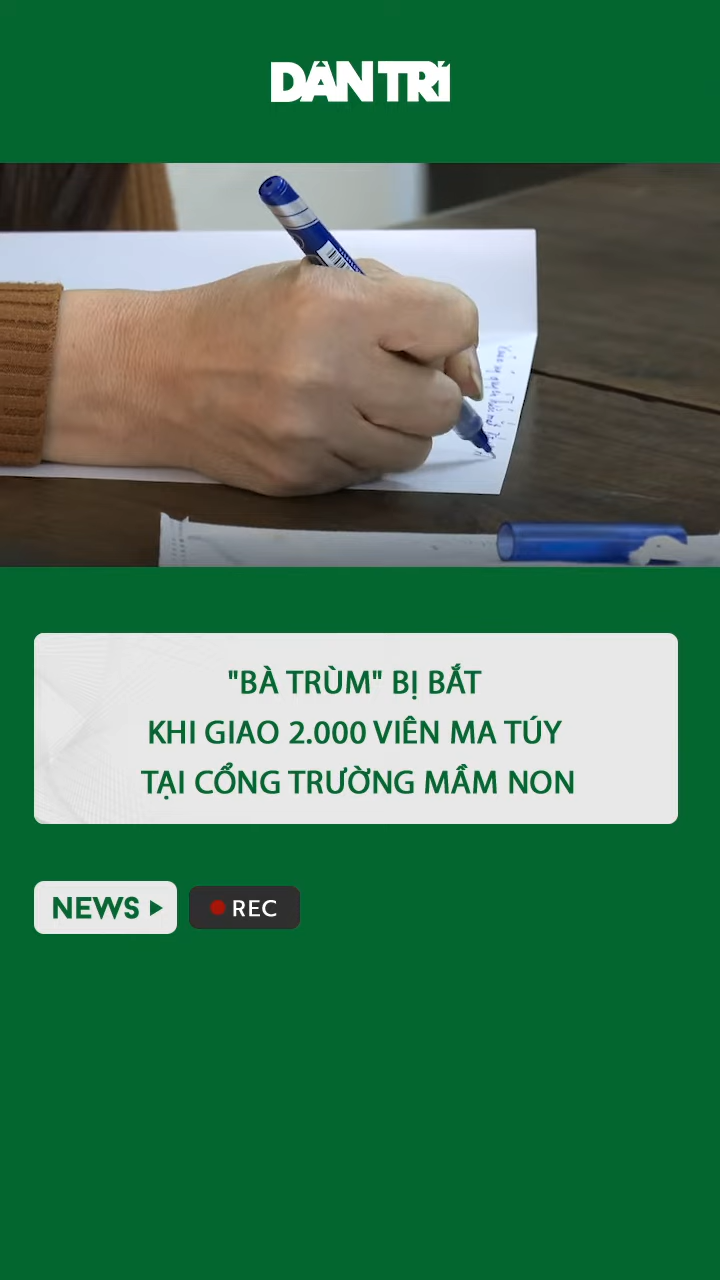 DÂN TRÍ
"BÀ TRÙM" BỊ BẮT
KHI GIAO 2.000 VIÊN MA TÚY
TẠI CỔNG TRƯỜNG MẦM NON
NEWS
REC